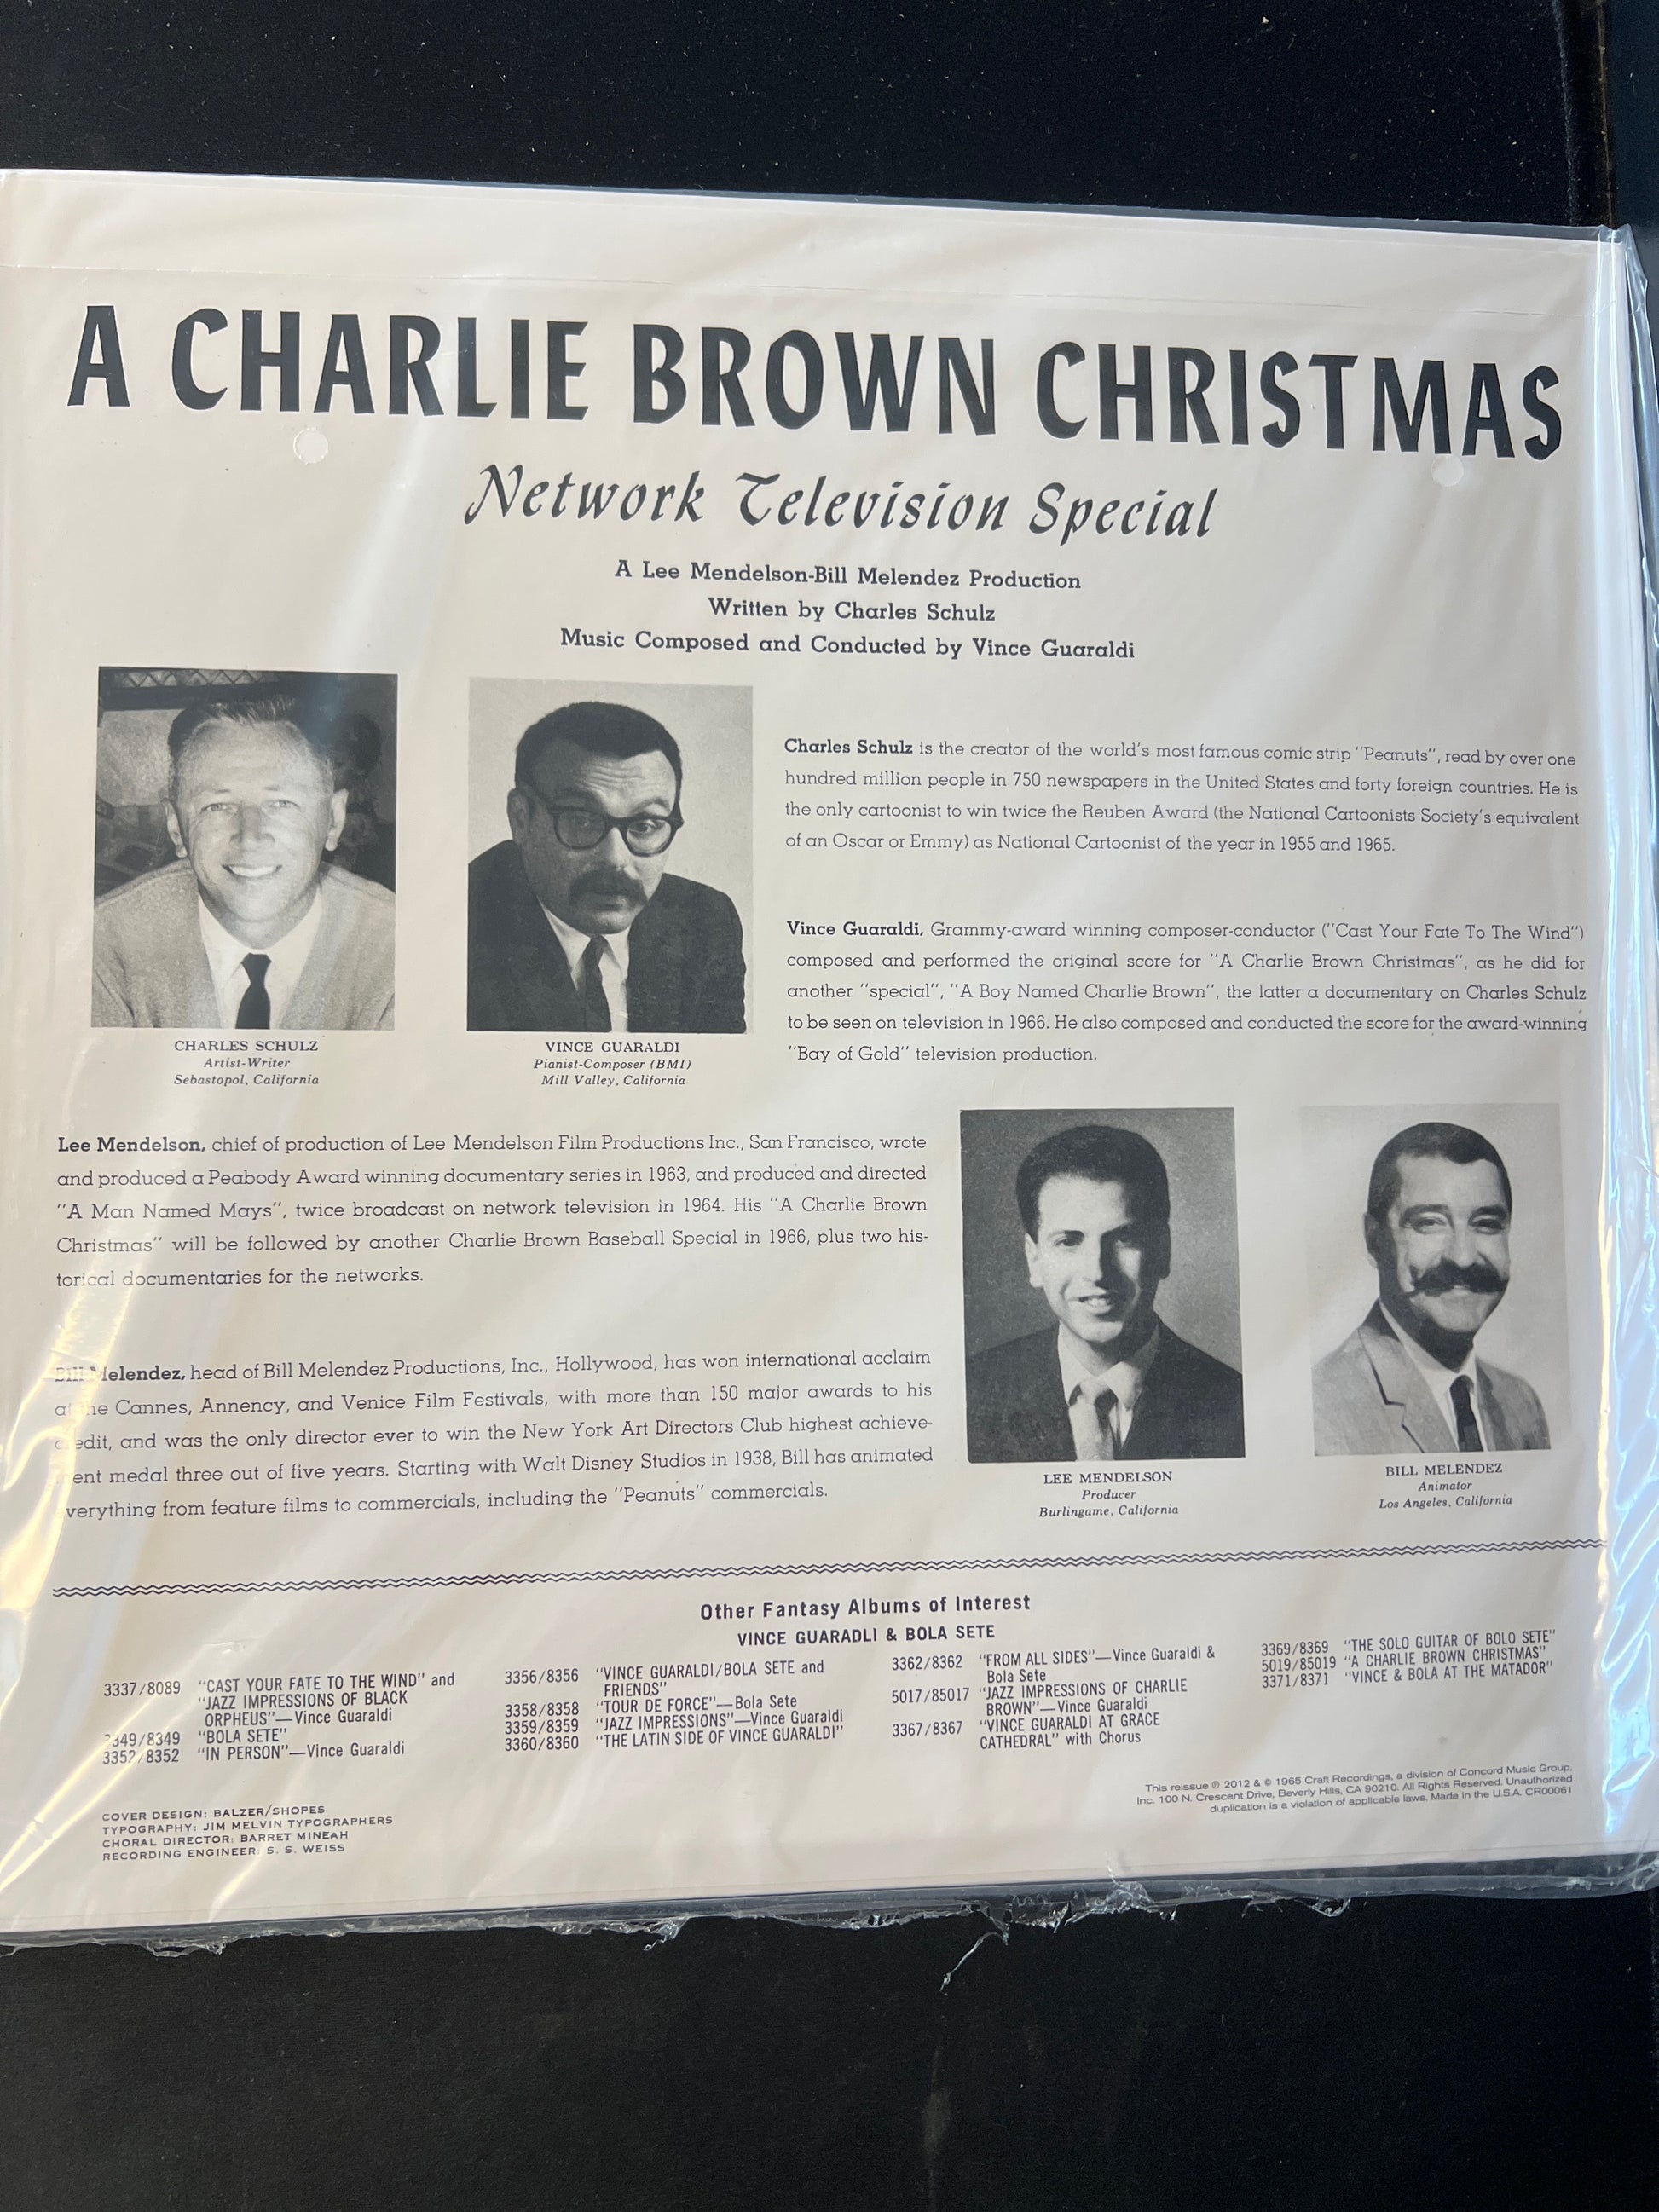 A CHARLIE BROWN CHRISTMAS
Network Television Special
A Lee Mendelson-Bill Melendez Production
Written by Charles Schulz
Music Composed and Conducted by Vince Guaraldi
Charles Schulz is the creator of the world's most famous comic strip "Peanuts", read by over one
hundred million people in 750 newspapers in the United States and forty foreign countries. He is
the only cartoonist to win twice the Reuben Award (the National Cartoonists Society's equivalent
of an Oscar or Emmy) as National Cartoonist of the year in 1955 and 1965.
Vince Guaraldi, Grammy-award winning composer-conductor ("Cast Your Fate To The Wind")
composed and performed the original score for "A Charlie Brown Christmas", as he did for
another "special", "A Boy Named Charlie Brown", the latter a documentary on Charles Schulz
to be seen on television in 1966. He also composed and conducted the score for the award-winning
"Bay of Gold" television production.
CHARLES SCHULZ
Artist-Writer
Sebastopol, California
VINCE GUARALDI
Pianist-Composer (BMI)
Mill Valley, California
Lee Mendelson, chief of production of Lee Mendelson Film Productions Inc., San Francisco, wrote
and produced a Peabody Award winning documentary series in 1963, and produced and directed
"A Man Named Mays", twice broadcast on network television in 1964. His "A Charlie Brown
Christmas" will be followed by another Charlie Brown Baseball Special in 1966, plus two his-
torical documentaries for the networks.
Bill Melendez, head of Bill Melendez Productions, Inc., Hollywood, has won international acclaim
at the Cannes, Annency, and Venice Film Festivals, with more than 150 major awards to his
credit, and was the only director ever to win the New York Art Directors Club highest achieve-
ment medal three out of five years. Starting with Walt Disney Studios in 1938, Bill has animated
everything from feature films to commercials, including the "Peanuts" commercials.
LEE MENDELSON
Producer
Burlingame, California
BILL MELENDEZ
Animator
Los Angeles, California
Other Fantasy Albums of Interest
VINCE GUARADLI & BOLA SETE
3337/8089 "CAST YOUR FATE TO THE WIND" and
"JAZZ IMPRESSIONS OF BLACK
ORPHEUS"—Vince Guaraldi
3349/8349 "BOLA SETE"
3352/8352 "IN PERSON"—Vince Guaraldi
3356/8356 "VINCE GUARALDI/BOLA SETE and
FRIENDS"
3358/8358 "TOUR DE FORCE"—Bola Sete
3359/8359 "JAZZ IMPRESSIONS"—Vince Guaraldi
3360/8360 "THE LATIN SIDE OF VINCE GUARALDI"
3362/8362 "FROM ALL SIDES"—Vince Guaraldi &
Bola Sete
5017/85017 "JAZZ IMPRESSIONS OF CHARLIE
BROWN"—Vince Guaraldi
3367/8367 "VINCE GUARALDI AT GRACE
CATHEDRAL" with Chorus
3369/8369 "THE SOLO GUITAR OF BOLO SETE"
5019/85019 "A CHARLIE BROWN CHRISTMAS"
3371/8371 "VINCE & BOLA AT THE MATADOR"
COVER DESIGN: BALZER/SHOPES
TYPOGRAPHY: JIM MELVIN TYPOGRAPHERS
CHORAL DIRECTOR: BARRET MINEAH
RECORDING ENGINEER: S. S. WEISS
This reissue ℗ 2012 & © 1965 Craft Recordings, a division of Concord Music Group,
Inc. 100 N. Crescent Drive, Beverly Hills, CA 90210. All Rights Reserved. Unauthorized
duplication is a violation of applicable laws. Made in the U.S.A. CR00061